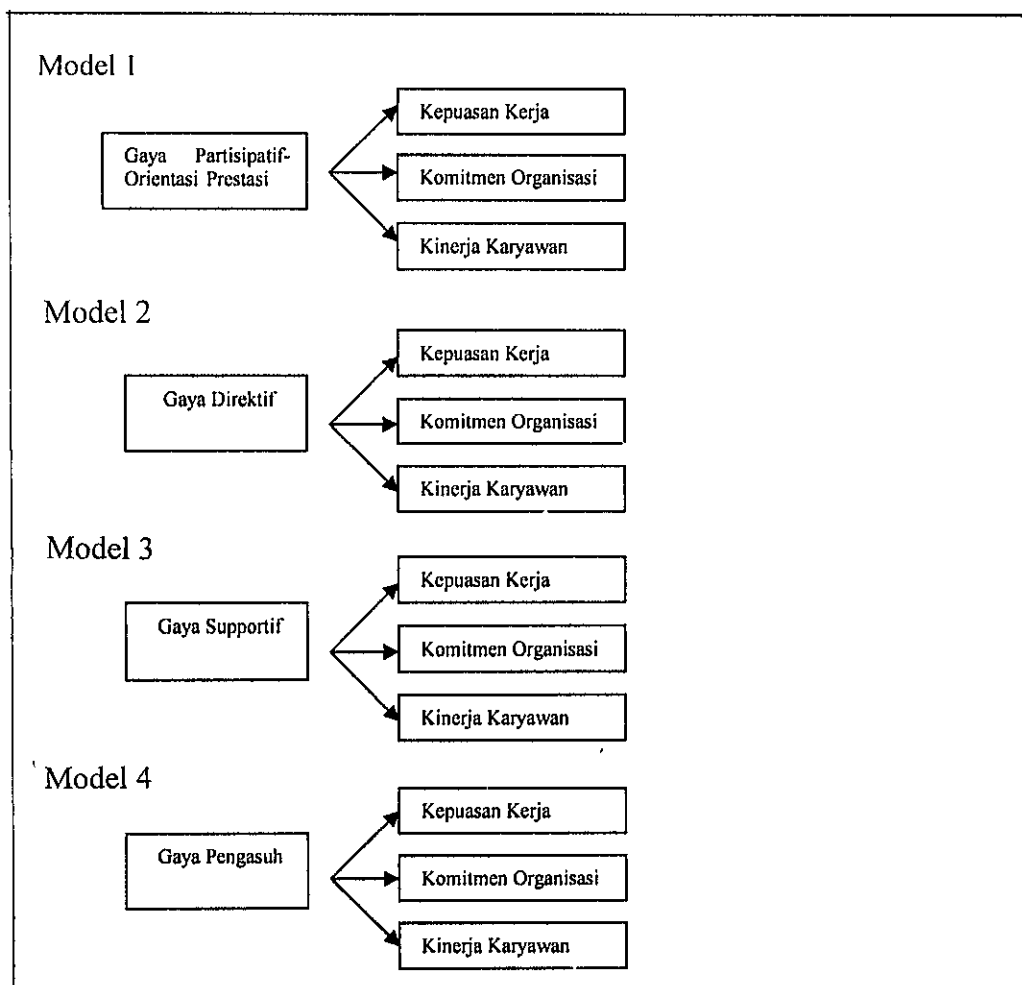 Model 1
Kepuasan Kerja
Gaya Partisipatif-
Orientasi Prestasi
Komitmen Organisasi
Kinerja Karyawan
Model 2
Kepuasan Kerja
Gaya Direktif
Komitmen Organisasi
Kinerja Karyawan
Model 3
Kepuasan Kerja
Gaya Supportif
Komitmen Organisasi
Kinerja Karyawan
Model 4
Kepuasan Kerja
Gaya Pengasuh
Komitmen Organisasi
Kinerja Karyawan